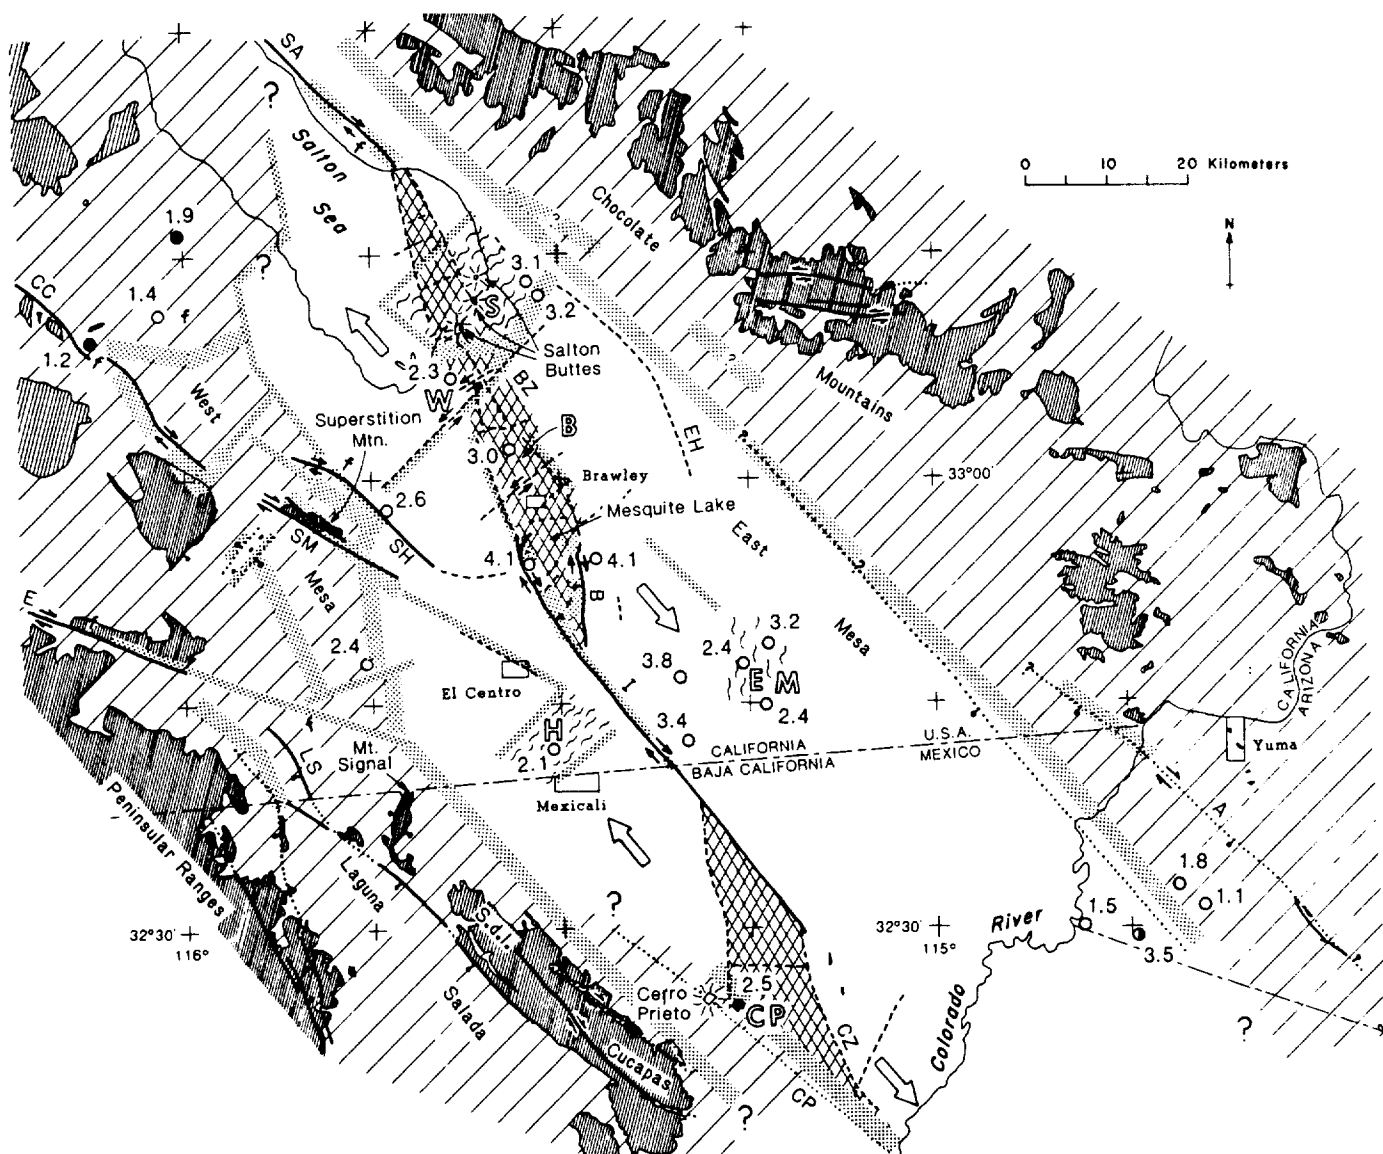 SA
?
f
Salton
Sea
0 10 20 Kilometers
N
Chocolate
Mountains
1.9
?
CC
1.4 f
1.2 f
3.1
S
3.2
Salton
Buttes
2.3
W
BZ
West
Superstition
Mtn.
f
B
3.0
EH
Brawley
Mesquite Lake
33°00'
2.6
SM
SH
East
Mesa
4.1
4.1
B
Mesa
E
2.4
3.2
2.4
3.8
E M
2.4
El Centro
I
H
2.1
3.4
CALIFORNIA
BAJA CALIFORNIA
U.S.A.
MEXICO
CALIFORNIA
ARIZONA
Yuma
f
LS
Mt.
Signal
Mexicali
Peninsular Ranges
Laguna
Salada
?
A
1.8
1.1
1.5
3.5
32°30'
116°
32°30'
115°
River
Colorado
S.d.l.
Cerro
Prieto
2.5
CP
CZ
Cucapas
CP
?
?